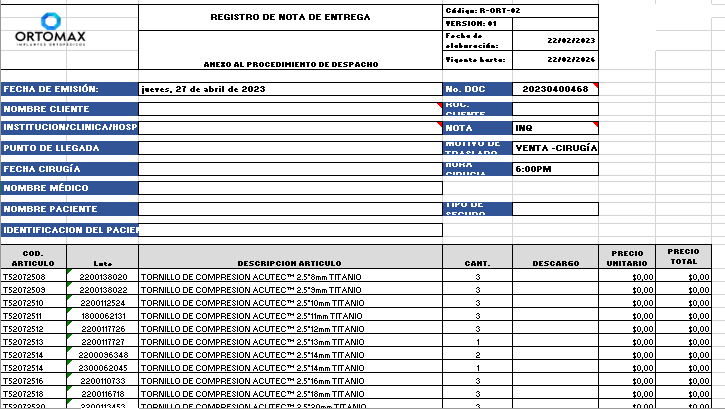 ORTOMAX
IMPLANTES ORTOPEDICOS
REGISTRO DE NOTA DE ENTREGA
ANEXO AL PROCEDIMIENTO DE DESPACHO
Código: R-ORT-02
VERSION: 01
Fecha de elaboración: 22/02/2023
Vigente hasta: 22/02/2026
FECHA DE EMISIÓN: jueves, 27 de abril de 2023 No. DOC 20230400468
NOMBRE CLIENTE RUC. CLIENTE
INSTITUCION/CLINICA/HOSP NOTA INQ
PUNTO DE LLEGADA MOTIVO DE TRASLADO VENTA -CIRUGÍA
FECHA CIRUGÍA HORA CIRUGIA 6:00PM
NOMBRE MÉDICO
NOMBRE PACIENTE TIPO DE SEGURO
IDENTIFICACION DEL PACIEN
COD. ARTICULO Lote DESCRIPCION ARTICULO CANT. DESCARGO PRECIO UNITARIO PRECIO TOTAL
T52072508 2200138020 TORNILLO DE COMPRESION ACUTEC™ 2.5*8mm TITANIO 3 $0,00 $0,00
T52072509 2200138022 TORNILLO DE COMPRESION ACUTEC™ 2.5*9mm TITANIO 3 $0,00 $0,00
T52072510 2200112524 TORNILLO DE COMPRESION ACUTEC™ 2.5*10mm TITANIO 3 $0,00 $0,00
T52072511 1800062131 TORNILLO DE COMPRESION ACUTEC™ 2.5*11mm TITANIO 3 $0,00 $0,00
T52072512 2200117726 TORNILLO DE COMPRESION ACUTEC™ 2.5*12mm TITANIO 3 $0,00 $0,00
T52072513 2200117727 TORNILLO DE COMPRESION ACUTEC™ 2.5*13mm TITANIO 1 $0,00 $0,00
T52072514 2200096348 TORNILLO DE COMPRESION ACUTEC™ 2.5*14mm TITANIO 2 $0,00 $0,00
T52072514 2300062045 TORNILLO DE COMPRESION ACUTEC™ 2.5*14mm TITANIO 1 $0,00 $0,00
T52072516 2200110733 TORNILLO DE COMPRESION ACUTEC™ 2.5*16mm TITANIO 3 $0,00 $0,00
T52072518 2200116718 TORNILLO DE COMPRESION ACUTEC™ 2.5*18mm TITANIO 3 $0,00 $0,00
T52072520 2200113453 TORNILLO DE COMPRESION ACUTEC™ 2.5*20mm TITANIO 3 $0,00 $0,00